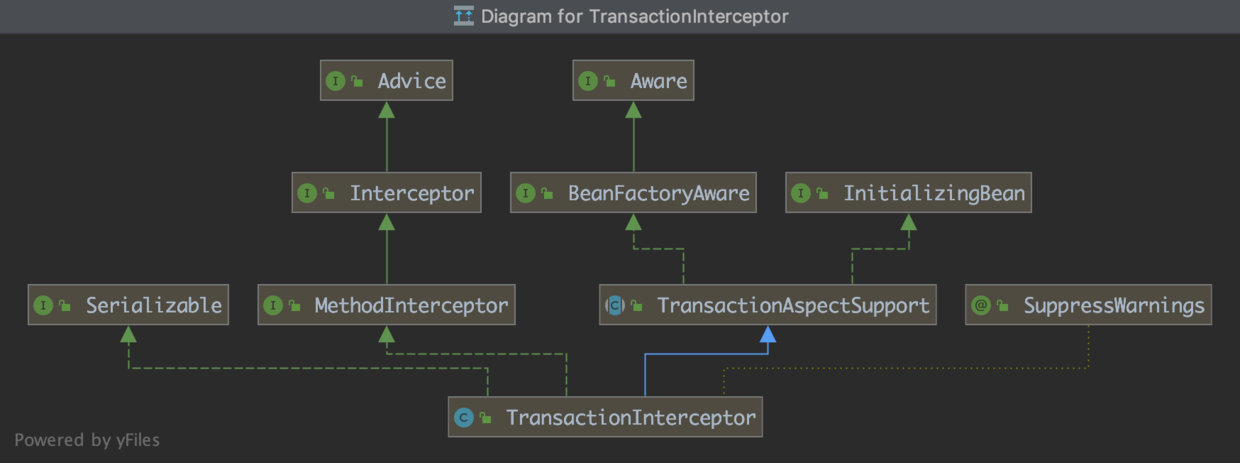 Diagram for TransactionInterceptor
I Advice
I Aware
I Interceptor
I BeanFactoryAware
I InitializingBean
I Serializable
I MethodInterceptor
C TransactionAspectSupport
@ SuppressWarnings
C TransactionInterceptor
Powered by yFiles